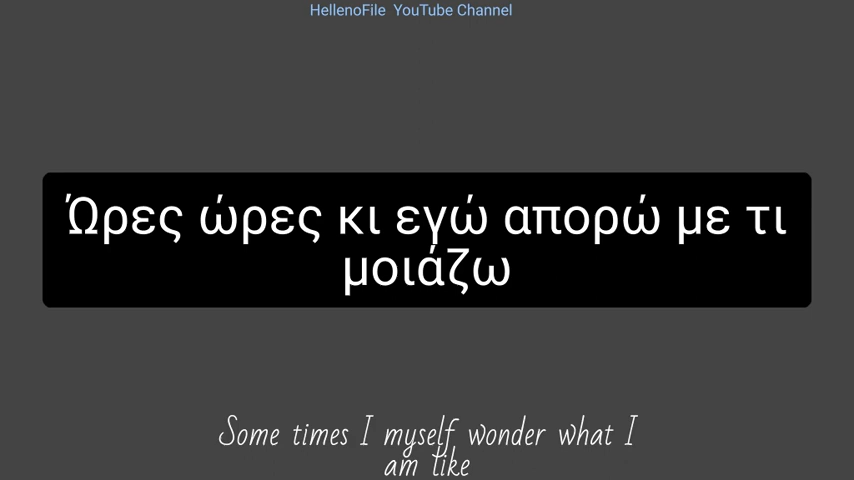 HellenoFile YouTube Channel
Ώρες ώρες κι εγώ απορώ με τι
μοιάζω
Some times I myself wonder what I
am like